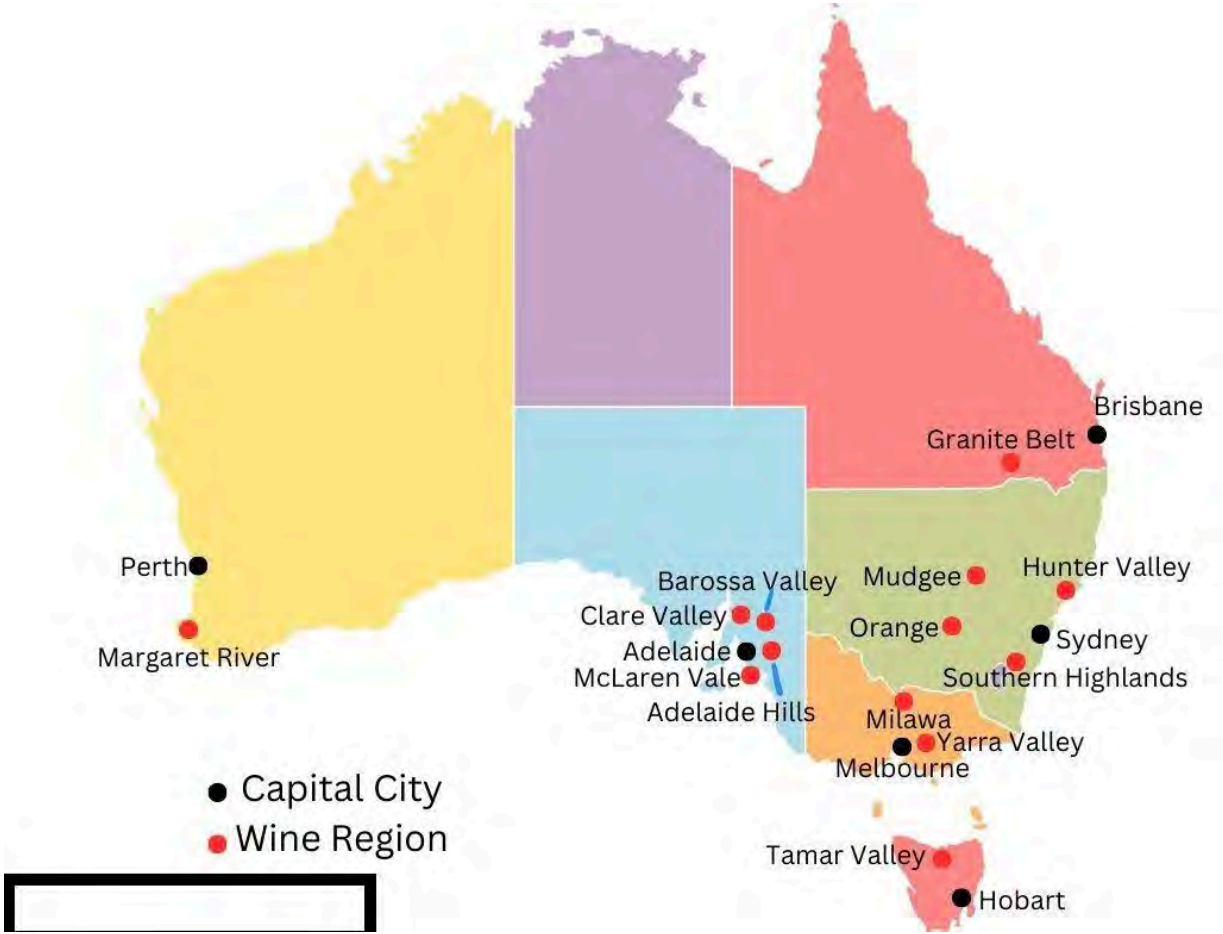 Brisbane
Granite Belt
Perth
Barossa Valley
Mudgee
Hunter Valley
Clare Valley
Orange
Adelaide
Sydney
Margaret River
McLaren Vale
Southern Highlands
Adelaide Hills
Milawa
Yarra Valley
Melbourne
Capital City
Wine Region
Tamar Valley
Hobart